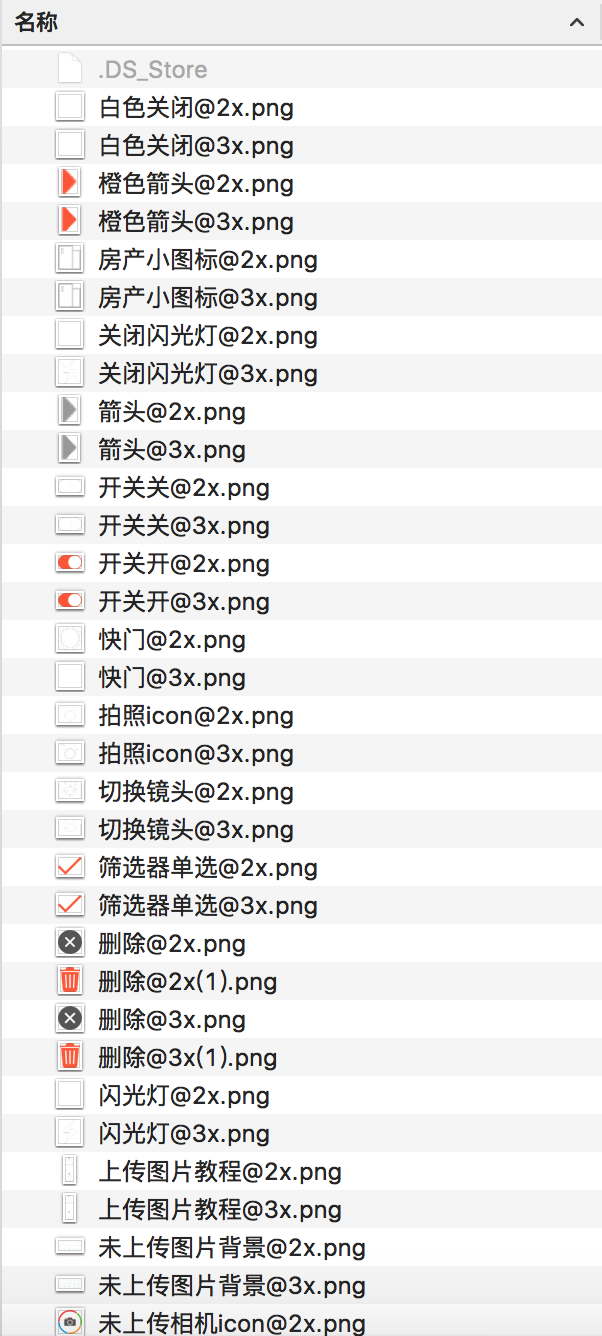 名称
.DS_Store
白色关闭@2x.png
白色关闭@3x.png
橙色箭头@2x.png
橙色箭头@3x.png
房产小图标@2x.png
房产小图标@3x.png
关闭闪光灯@2x.png
关闭闪光灯@3x.png
箭头@2x.png
箭头@3x.png
开关关@2x.png
开关关@3x.png
开关开@2x.png
开关开@3x.png
快门@2x.png
快门@3x.png
拍照icon@2x.png
拍照icon@3x.png
切换镜头@2x.png
切换镜头@3x.png
筛选器单选@2x.png
筛选器单选@3x.png
删除@2x.png
删除@2x(1).png
删除@3x.png
删除@3x(1).png
闪光灯@2x.png
闪光灯@3x.png
上传图片教程@2x.png
上传图片教程@3x.png
未上传图片背景@2x.png
未上传图片背景@3x.png
未上传相机icon@2x.png